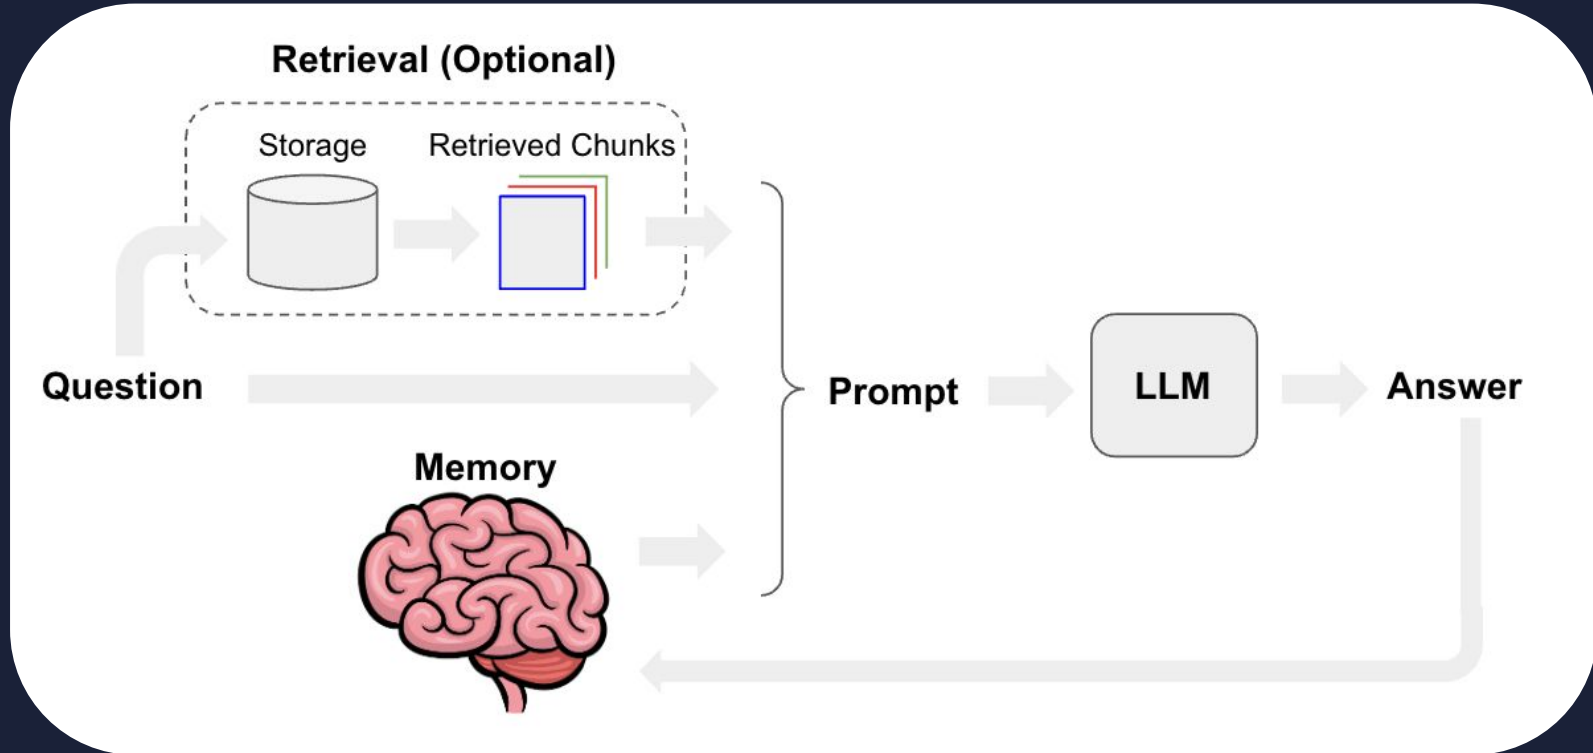 Retrieval (Optional)
Storage
Retrieved Chunks
Question
Memory
Prompt
LLM
Answer